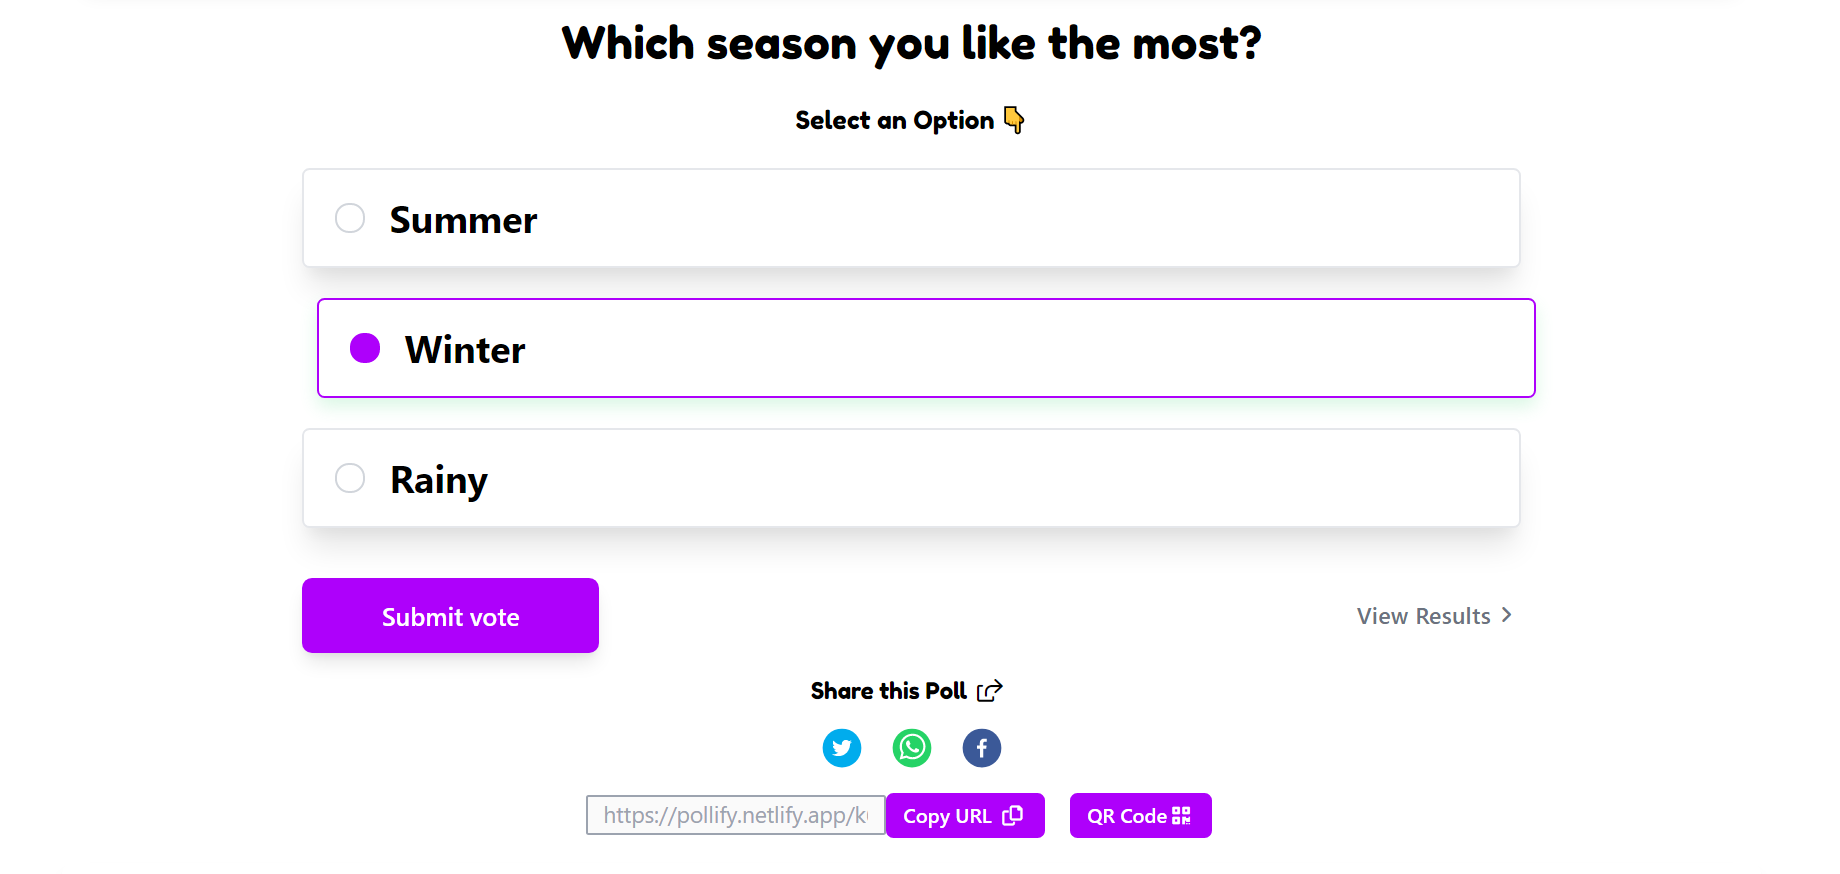 Which season you like the most?
Select an Option 👇
Summer
Winter
Rainy
Submit vote
View Results
Share this Poll
https://pollify.netlify.app/k
Copy URL
QR Code